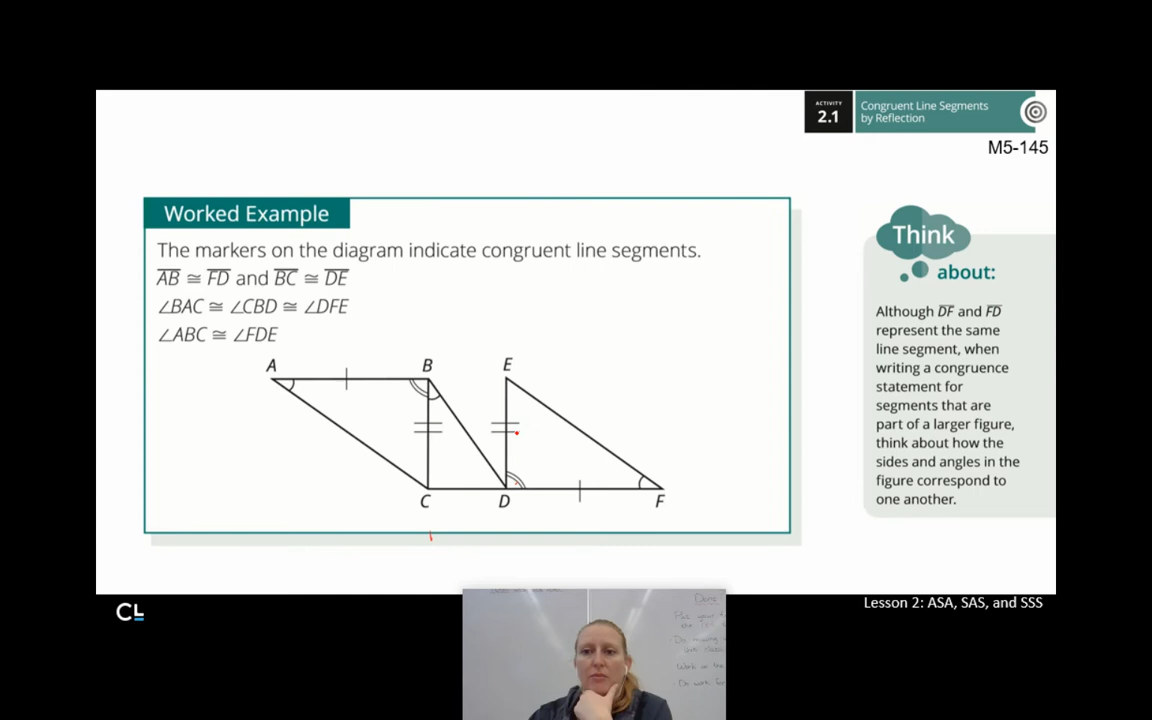 ACTIVITY
2.1
Congruent Line Segments
by Reflection
M5-145
Worked Example
The markers on the diagram indicate congruent line segments.
AB ≅ FD and BC ≅ DE
∠BAC ≅ ∠CBD ≅ ∠DFE
∠ABC ≅ ∠FDE
A B E
C D F
Think
about:
Although DF and FD
represent the same
line segment, when
writing a congruence
statement for
segments that are
part of a larger figure,
think about how the
sides and angles in the
figure correspond to
one another.
CL
Lesson 2: ASA, SAS, and SSS